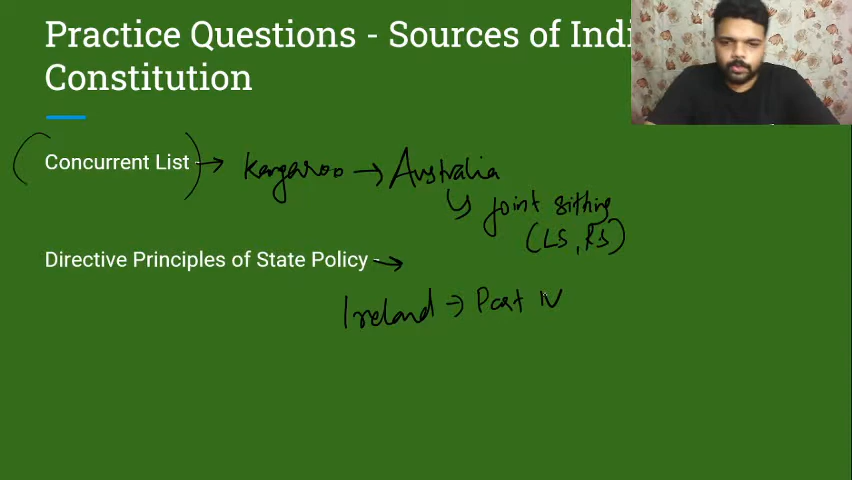 Practice Questions - Sources of Indi
Constitution
Concurrent List → Kangaroo → Australia
↳ joint sitting
(LS, RS)
Directive Principles of State Policy - →
Ireland → Part IV